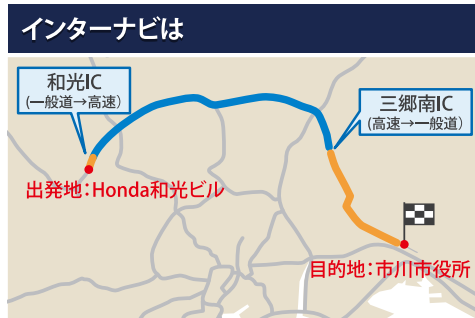 インターナビは
和光IC
(一般道→高速)
三郷南IC
(高速→一般道)
出発地：Honda和光ビル
目的地：市川市役所